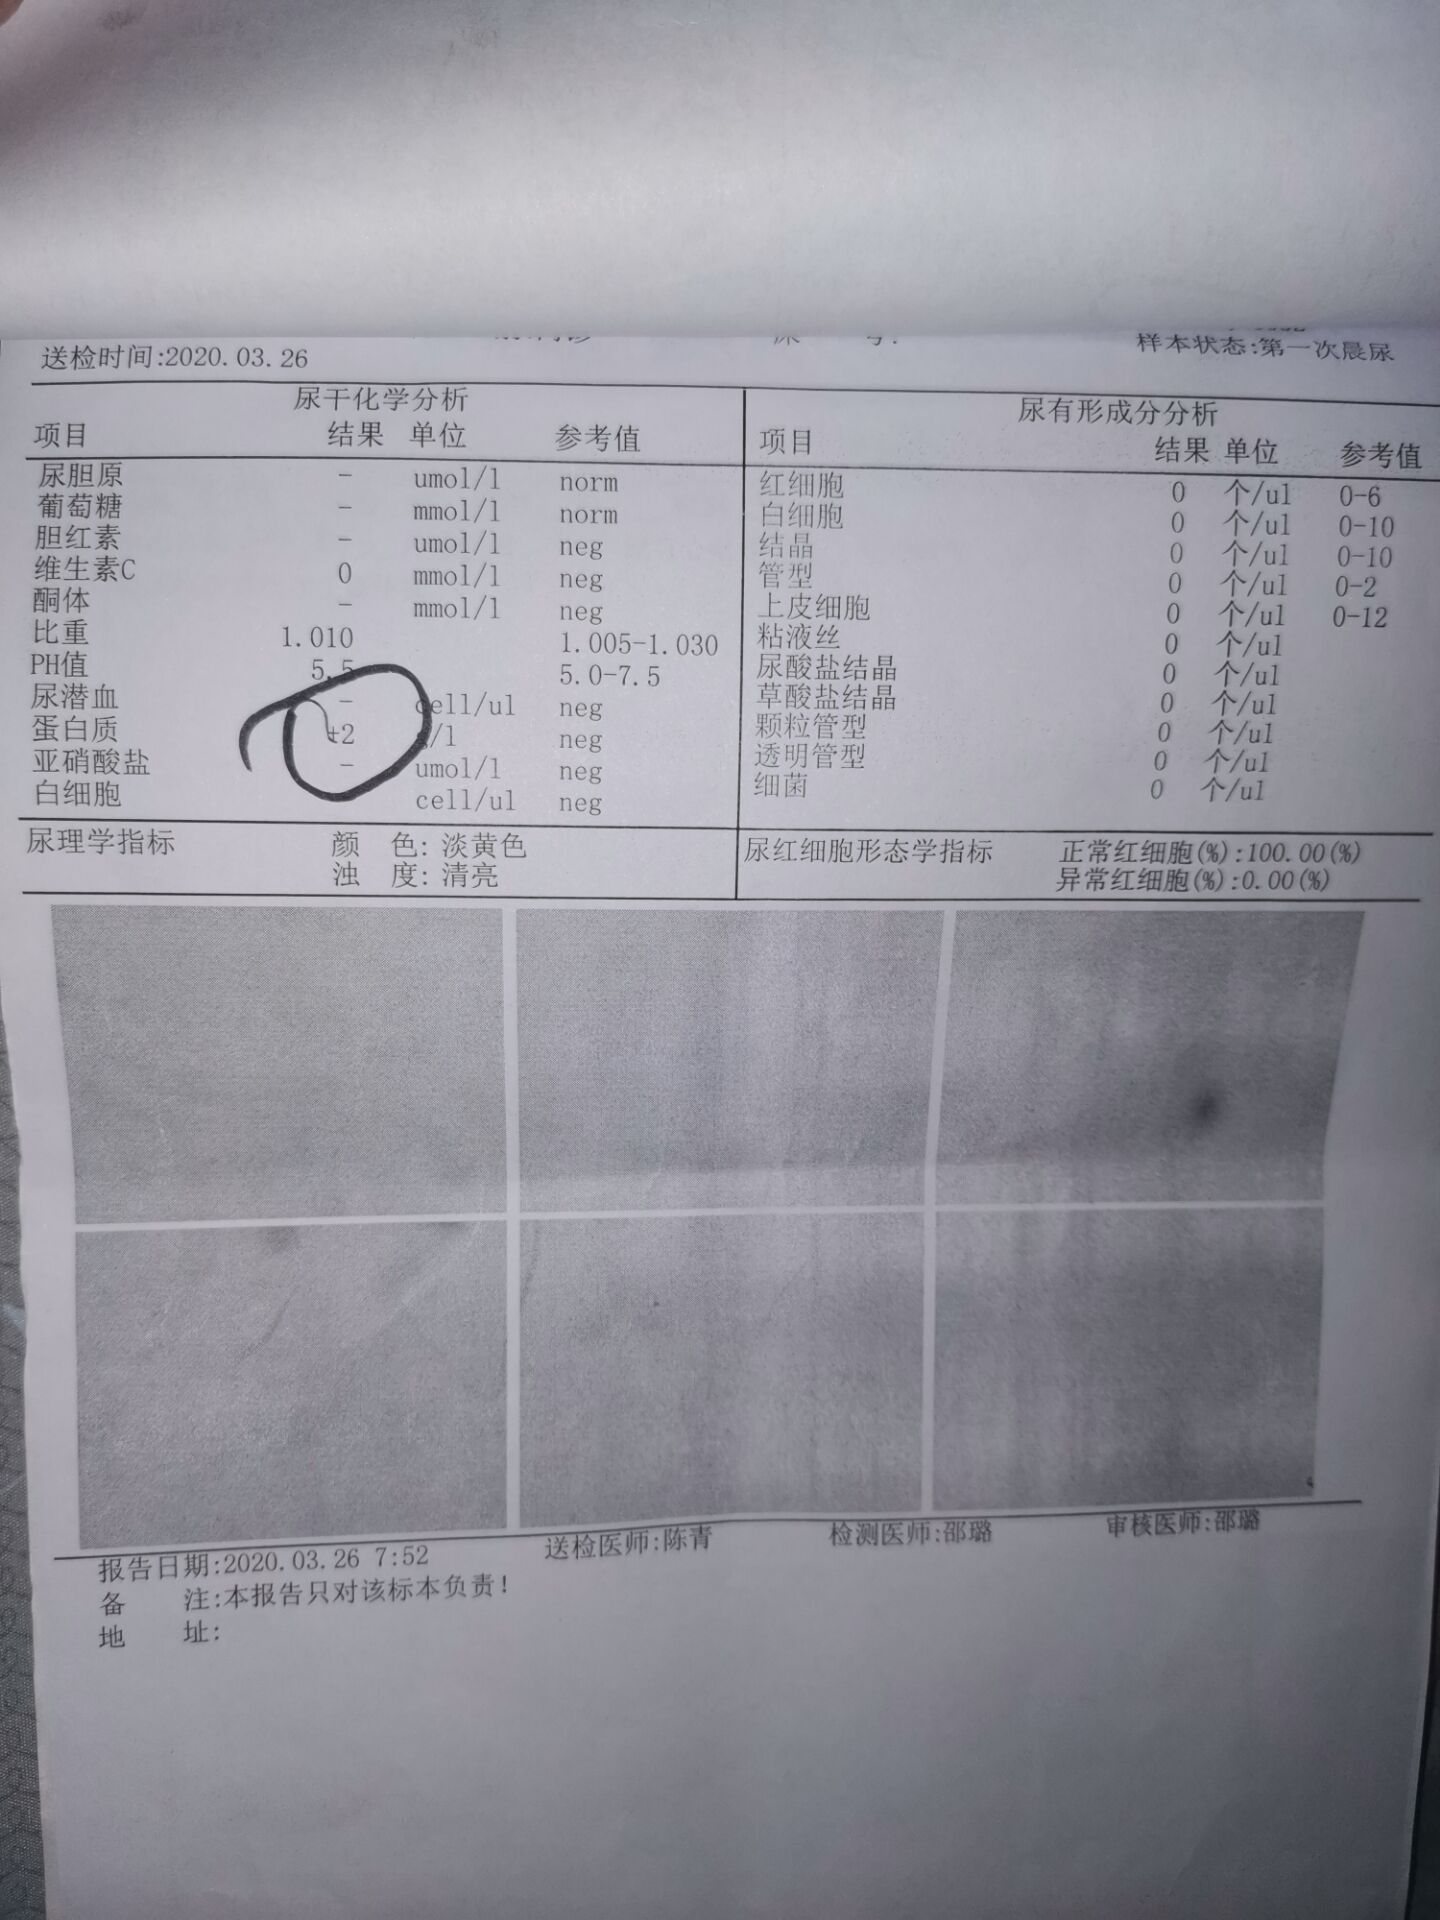 送检时间:2020.03.26
样本状态:第一次晨尿
尿干化学分析
项目 结果 单位 参考值
尿胆原 - umol/l norm
葡萄糖 - mmol/l norm
胆红素 - umol/l neg
维生素C 0 mmol/l neg
酮体 - mmol/l neg
比重 1.010 1.005-1.030
PH值 5.5 5.0-7.5
尿潜血 - cell/ul neg
蛋白质 +2 g/l neg
亚硝酸盐 - umol/l neg
白细胞 cell/ul neg
尿有形成分分析
项目 结果 单位 参考值
红细胞 0 个/ul 0-6
白细胞 0 个/ul 0-10
结晶 0 个/ul 0-10
管型 0 个/ul 0-2
上皮细胞 0 个/ul 0-12
粘液丝 0 个/ul
尿酸盐结晶 0 个/ul
草酸盐结晶 0 个/ul
颗粒管型 0 个/ul
透明管型 0 个/ul
细菌 0 个/ul
尿理学指标 颜 色:淡黄色
浊 度:清亮
尿红细胞形态学指标 正常红细胞(%):100.00(%)
异常红细胞(%):0.00(%)
送检医师:陈青 检测医师:邵璐 审核医师:邵璐
报告日期:2020.03.26 7:52
备 注:本报告只对该标本负责!
地 址: